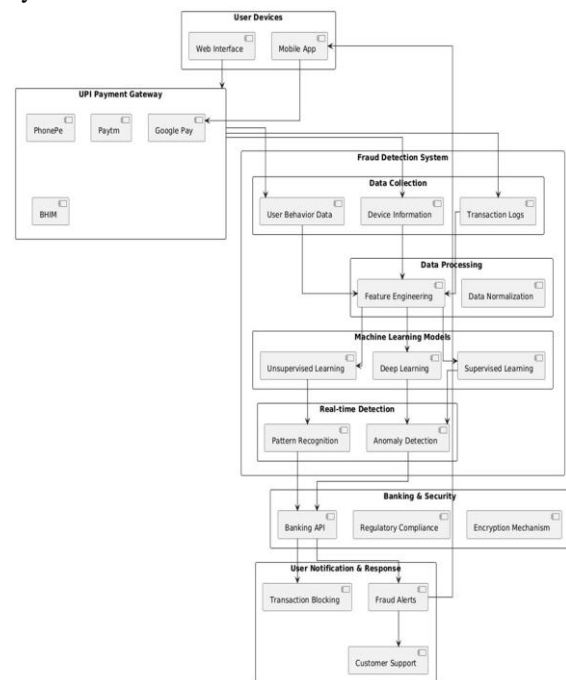 User Devices
Web Interface
Mobile App
UPI Payment Gateway
PhonePe
Paytm
Google Pay
BHIM
Fraud Detection System
Data Collection
User Behavior Data
Device Information
Transaction Logs
Data Processing
Feature Engineering
Data Normalization
Machine Learning Models
Unsupervised Learning
Deep Learning
Supervised Learning
Real-time Detection
Pattern Recognition
Anomaly Detection
Banking & Security
Banking API
Regulatory Compliance
Encryption Mechanism
User Notification & Response
Transaction Blocking
Fraud Alerts
Customer Support